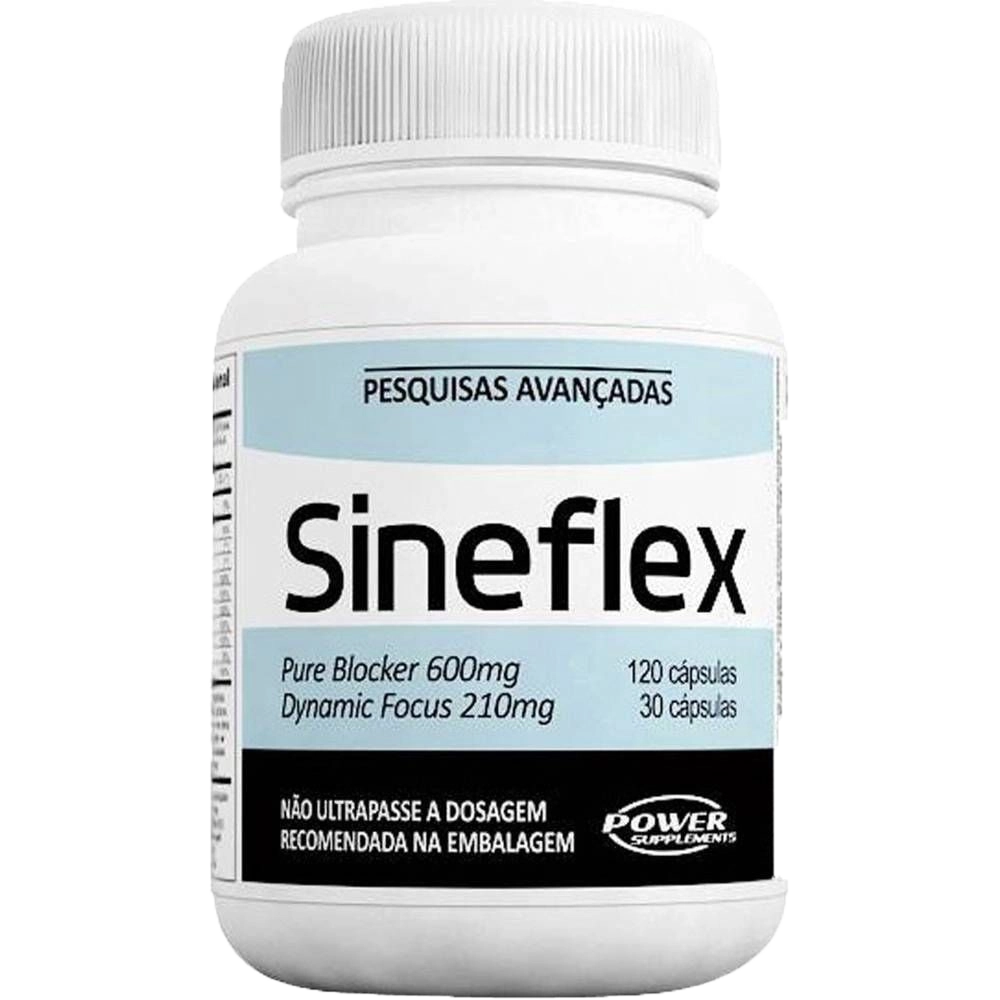 PESQUISAS AVANÇADAS
Sineflex
Pure Blocker 600mg 120 cápsulas
Dynamic Focus 210mg 30 cápsulas
NÃO ULTRAPASSE A DOSAGEM
RECOMENDADA NA EMBALAGEM
POWER
SUPPLEMENTS